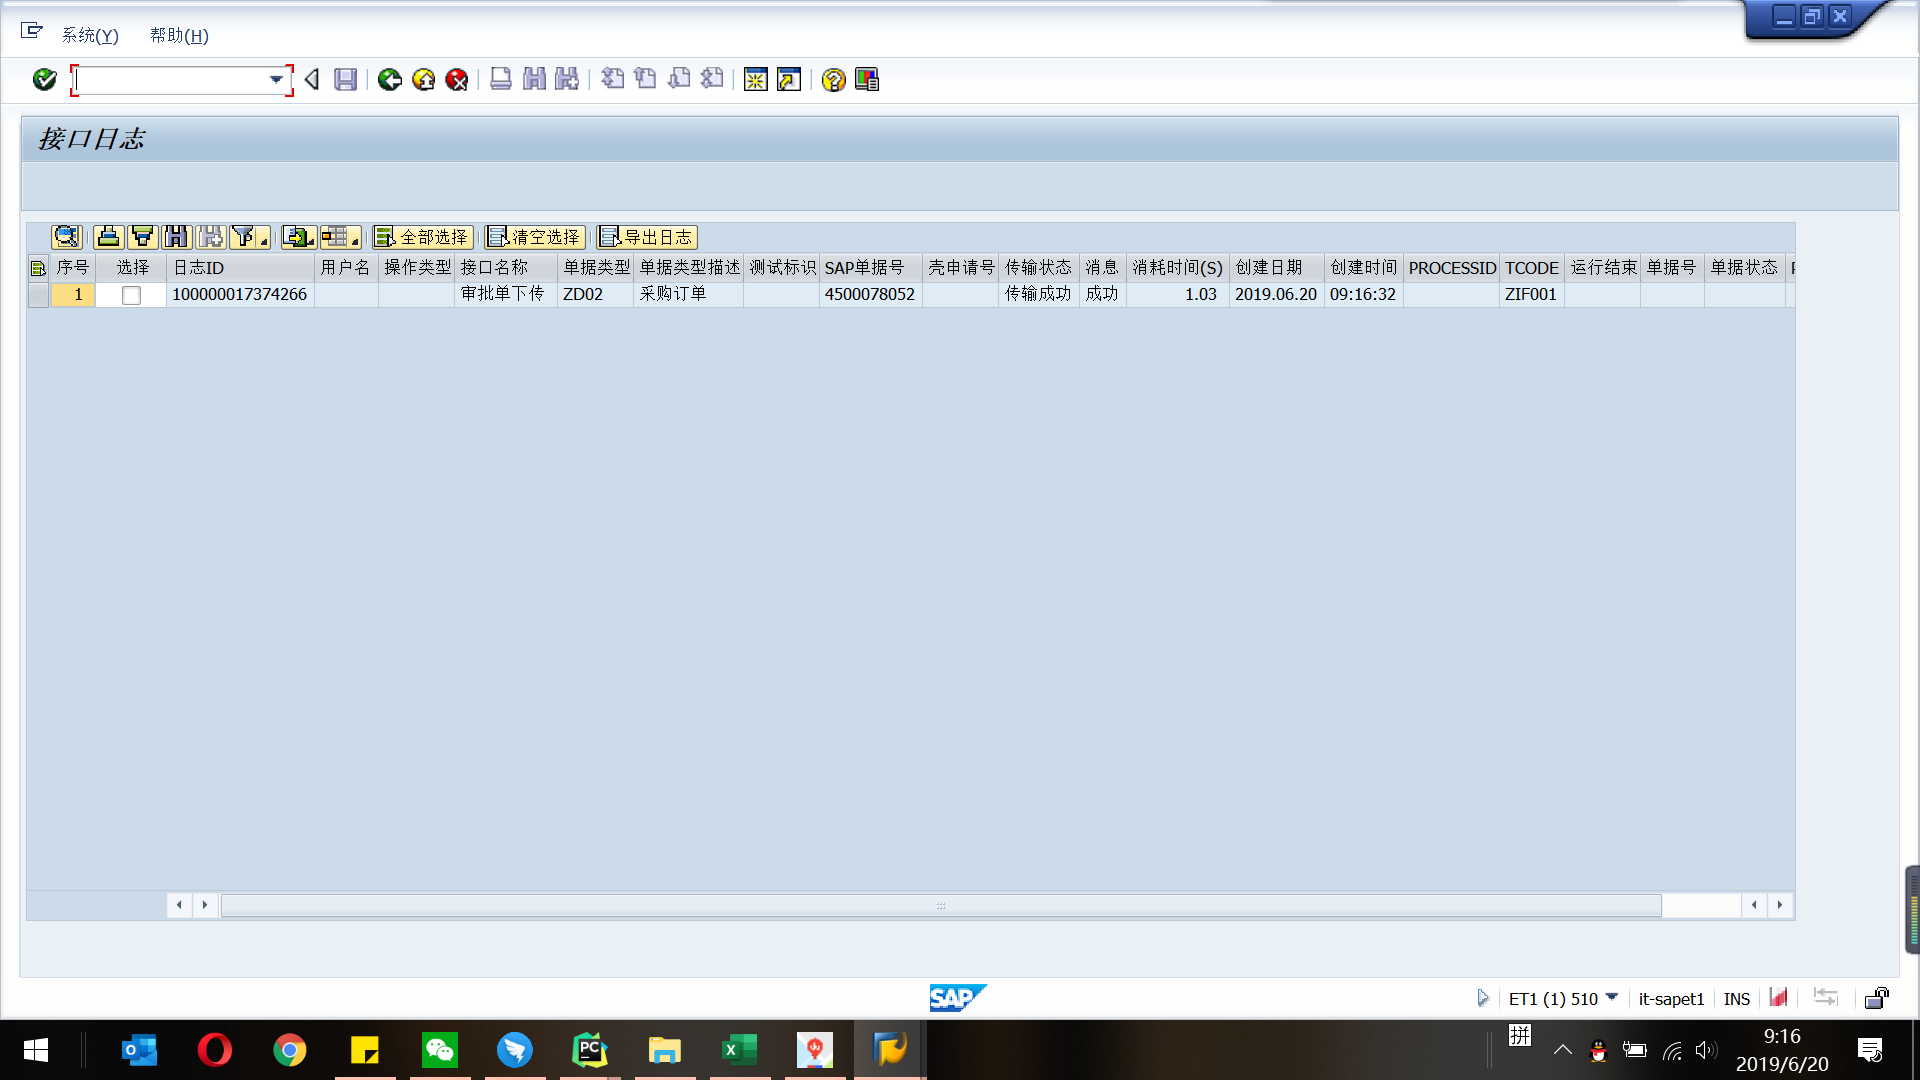 系统(Y) 帮助(H)
接口日志
全部选择 清空选择 导出日志
序号 选择 日志ID 用户名 操作类型 接口名称 单据类型 单据类型描述 测试标识 SAP单据号 壳申请号 传输状态 消息 消耗时间(S) 创建日期 创建时间 PROCESSID TCODE 运行结束 单据号 单据状态
1 100000017374266 审批单下传 ZD02 采购订单 4500078052 传输成功 成功 1.03 2019.06.20 09:16:32 ZIF001
SAP ET1 (1) 510 it-sapet1 INS
拼 9:16
2019/6/20